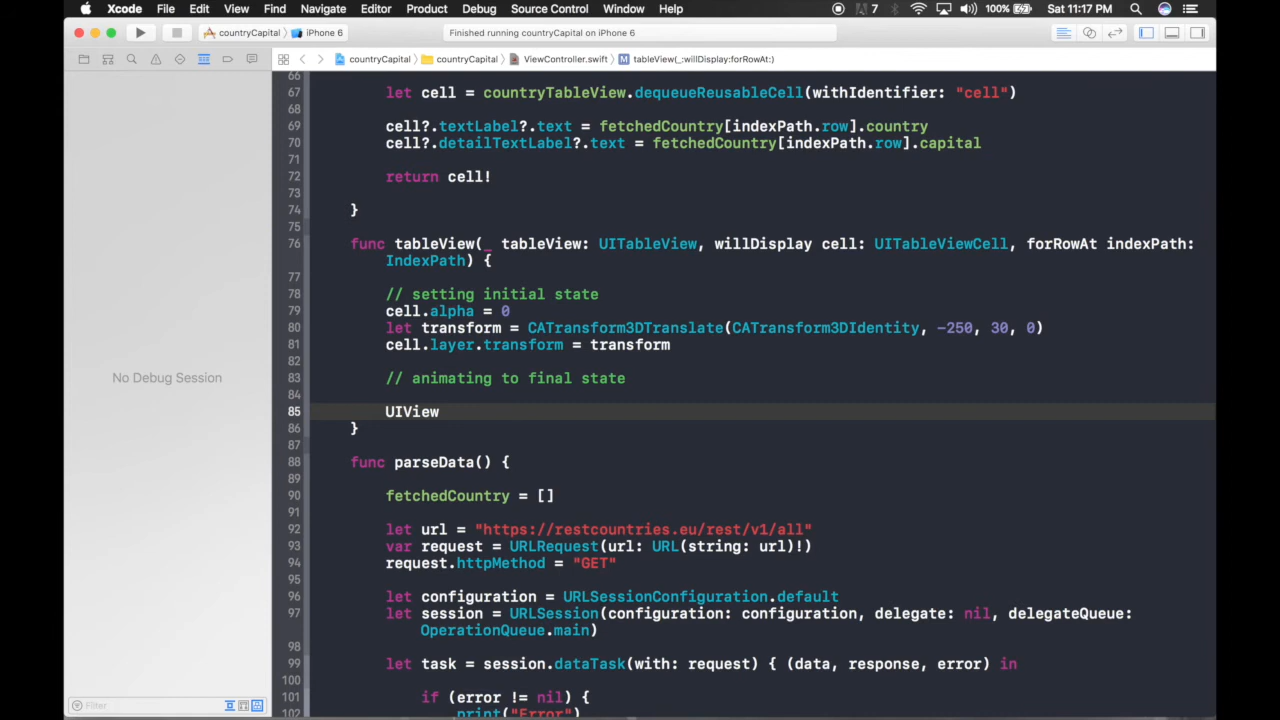 Xcode File Edit View Find Navigate Editor Product Debug Source Control Window Help 7 100% Sat 11:17 PM
countryCapital iPhone 6 Finished running countryCapital on iPhone 6
countryCapital countryCapital ViewController.swift M tableView(_:willDisplay:forRowAt:)
66
67 let cell = countryTableView.dequeueReusableCell(withIdentifier: "cell")
68
69 cell?.textLabel?.text = fetchedCountry[indexPath.row].country
70 cell?.detailTextLabel?.text = fetchedCountry[indexPath.row].capital
71
72 return cell!
73
74 }
75
76 func tableView(_ tableView: UITableView, willDisplay cell: UITableViewCell, forRowAt indexPath:
IndexPath) {
77
78 // setting initial state
79 cell.alpha = 0
80 let transform = CATransform3DTranslate(CATransform3DIdentity, -250, 30, 0)
81 cell.layer.transform = transform
82
No Debug Session
83 // animating to final state
84
85 UIView
86 }
87
88 func parseData() {
89
90 fetchedCountry = []
91
92 let url = "https://restcountries.eu/rest/v1/all"
93 var request = URLRequest(url: URL(string: url)!)
94 request.httpMethod = "GET"
95
96 let configuration = URLSessionConfiguration.default
97 let session = URLSession(configuration: configuration, delegate: nil, delegateQueue:
OperationQueue.main)
98
99 let task = session.dataTask(with: request) { (data, response, error) in
100
101 if (error != nil) {
102 print("Error")
Filter